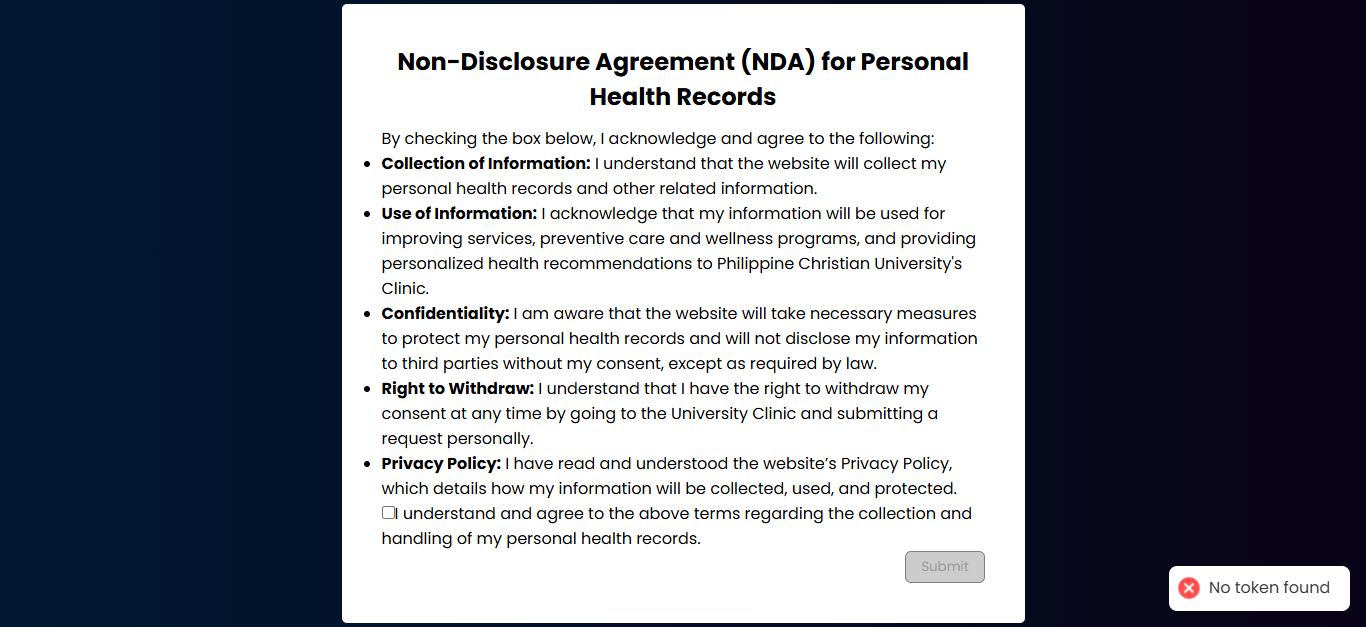 Non-Disclosure Agreement (NDA) for Personal
Health Records
By checking the box below, I acknowledge and agree to the following:
• Collection of Information: I understand that the website will collect my
personal health records and other related information.
• Use of Information: I acknowledge that my information will be used for
improving services, preventive care and wellness programs, and providing
personalized health recommendations to Philippine Christian University's
Clinic.
• Confidentiality: I am aware that the website will take necessary measures
to protect my personal health records and will not disclose my information
to third parties without my consent, except as required by law.
• Right to Withdraw: I understand that I have the right to withdraw my
consent at any time by going to the University Clinic and submitting a
request personally.
• Privacy Policy: I have read and understood the website’s Privacy Policy,
which details how my information will be collected, used, and protected.
I understand and agree to the above terms regarding the collection and
handling of my personal health records.
Submit
No token found